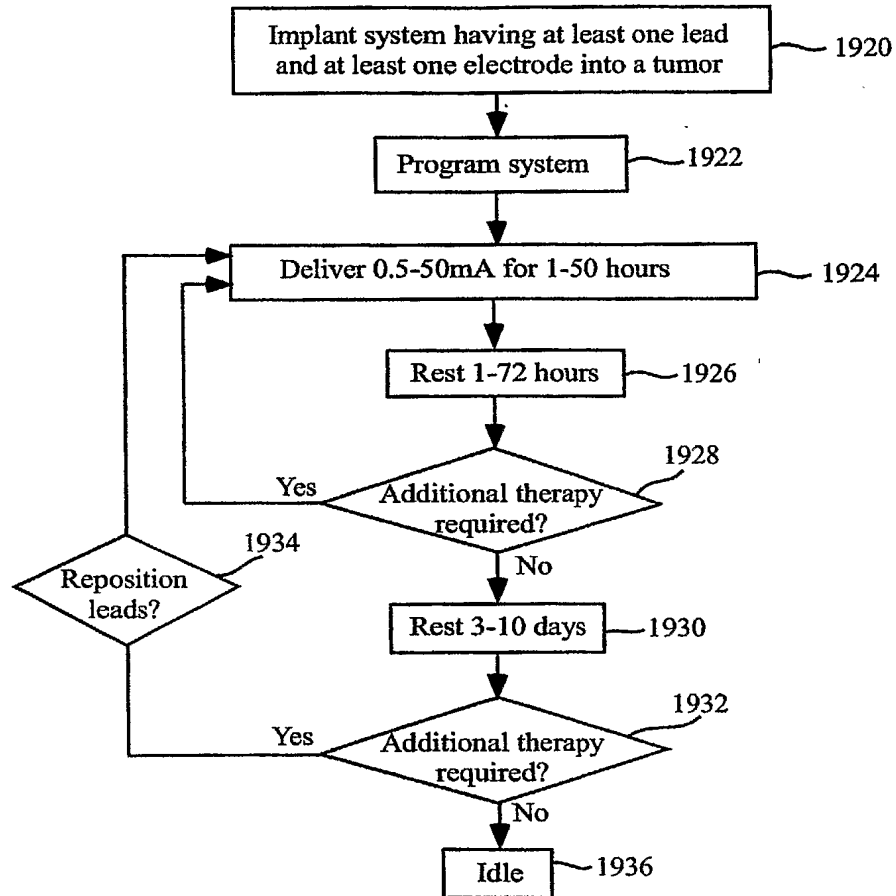 Implant system having at least one lead
and at least one electrode into a tumor
1920
Program system
1922
Deliver 0.5-50mA for 1-50 hours
1924
Rest 1-72 hours
1926
1928
Yes
Additional therapy
required?
No
1934
Reposition
leads?
Rest 3-10 days
1930
1932
Yes
Additional therapy
required?
No
Idle
1936